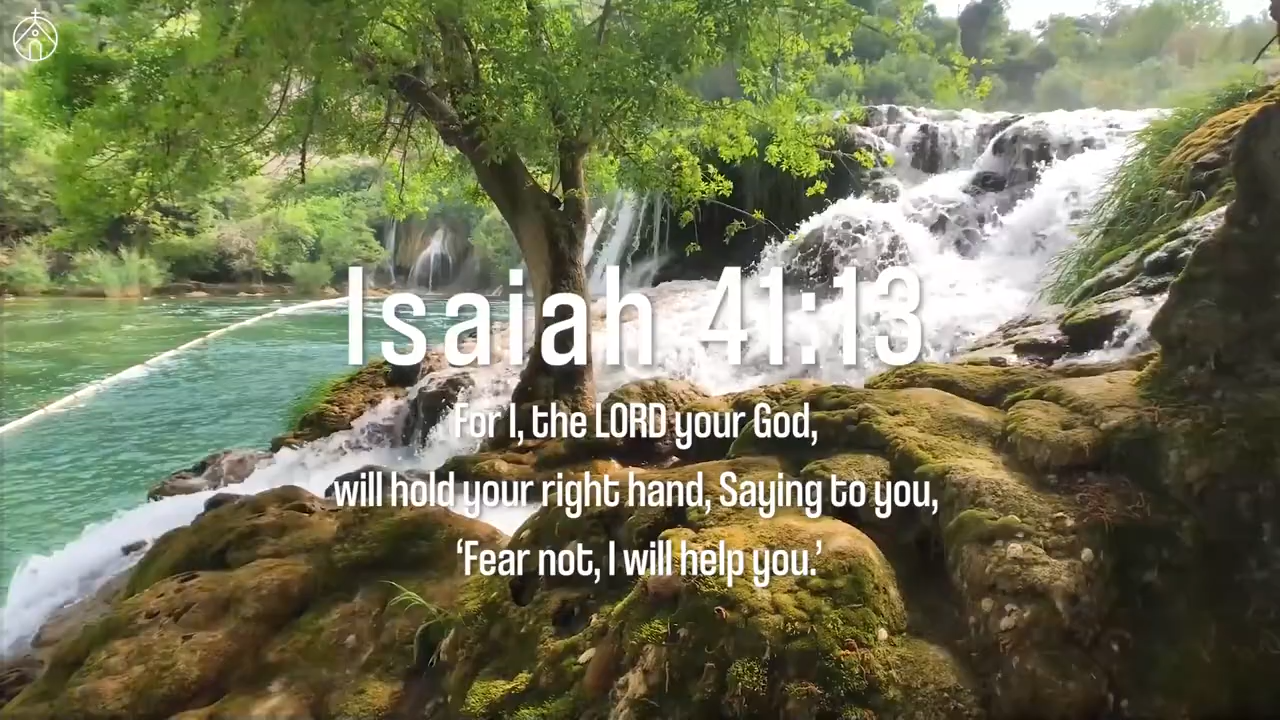 Isaiah 41:13
For I, the LORD your God,
will hold your right hand, Saying to you,
‘Fear not, I will help you.’